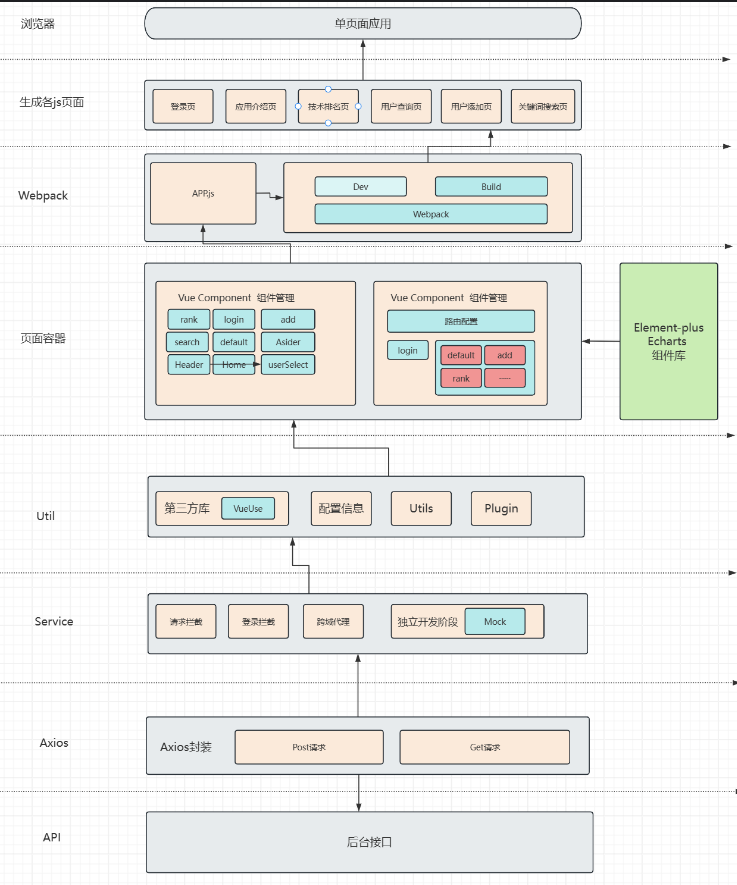 浏览器
单页面应用
生成各js页面
登录页
应用介绍页
技术排名页
用户查询页
用户添加页
关键词搜索页
Webpack
APP.js
Dev
Build
Webpack
页面容器
Vue Component 组件管理
rank
login
add
search
default
Asider
Header
Home
userSelect
Vue Component 组件管理
路由配置
login
default
add
rank
----
Element-plus
Echarts
组件库
Util
第三方库
VueUse
配置信息
Utils
Plugin
Service
请求拦截
登录拦截
跨域代理
独立开发阶段
Mock
Axios
Axios封装
Post请求
Get请求
API
后台接口